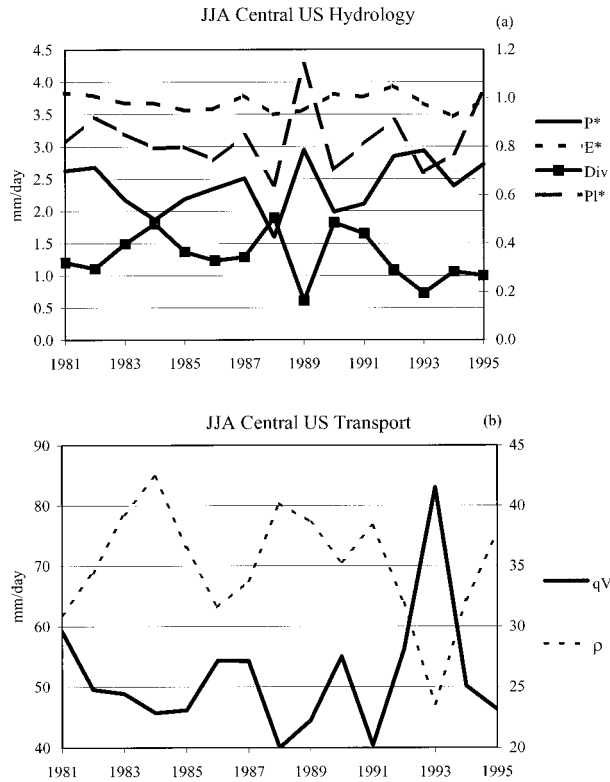 JJA Central US Hydrology
(a)
4.5
4.0
3.5
3.0
2.5
2.0
1.5
1.0
0.5
0.0
mm/day
1.2
1.0
0.8
0.6
0.4
0.2
0.0
1981 1983 1985 1987 1989 1991 1993 1995
P*
E*
Div
Pl*
JJA Central US Transport
(b)
90
80
70
60
50
40
mm/day
45
40
35
30
25
20
1981 1983 1985 1987 1989 1991 1993 1995
qV
ρ